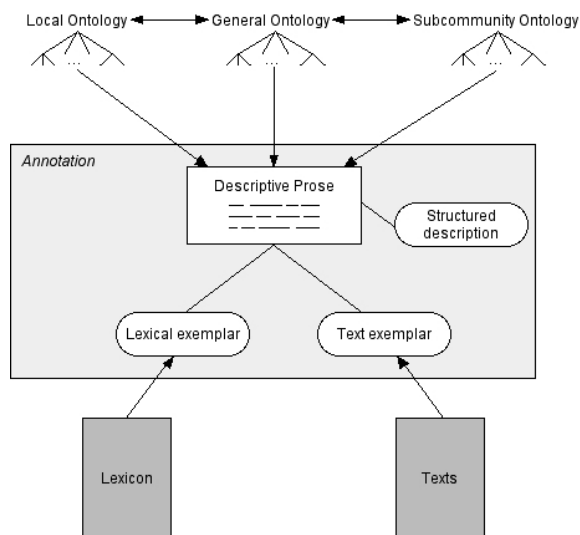 Local Ontology
General Ontology
Subcommunity Ontology
...
...
...
Annotation
Descriptive Prose
Structured
description
Lexical exemplar
Text exemplar
Lexicon
Texts